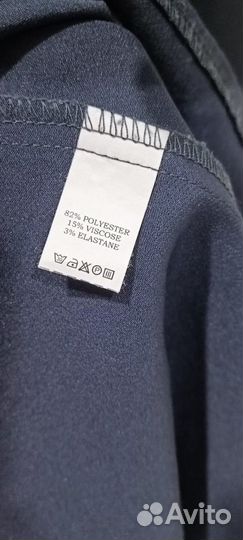 82% POLYESTER
15% VISCOSE
3% ELASTANE
Avito